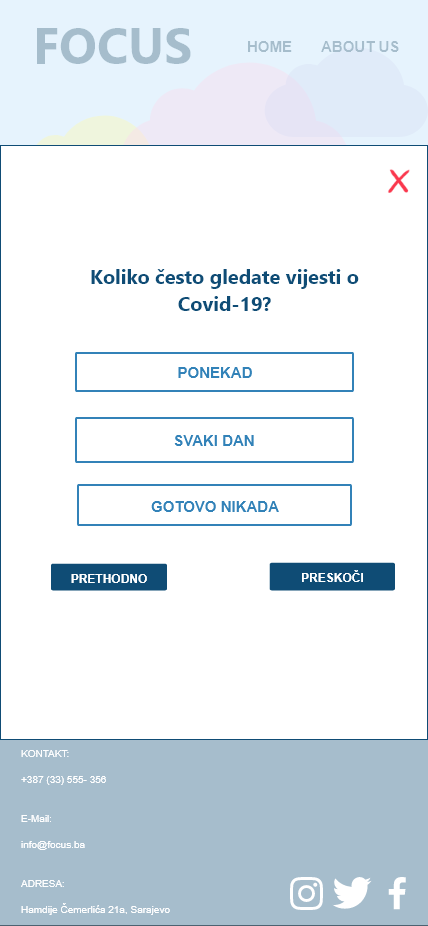 FOCUS
HOME
ABOUT US
X
Koliko često gledate vijesti o
Covid-19?
PONEKAD
SVAKI DAN
GOTOVO NIKADA
PRETHODNO
PRESKOČI
KONTAKT:
+387 (33) 555- 356
E-Mail:
info@focus.ba
ADRESA:
Hamdije Čemerlića 21a, Sarajevo